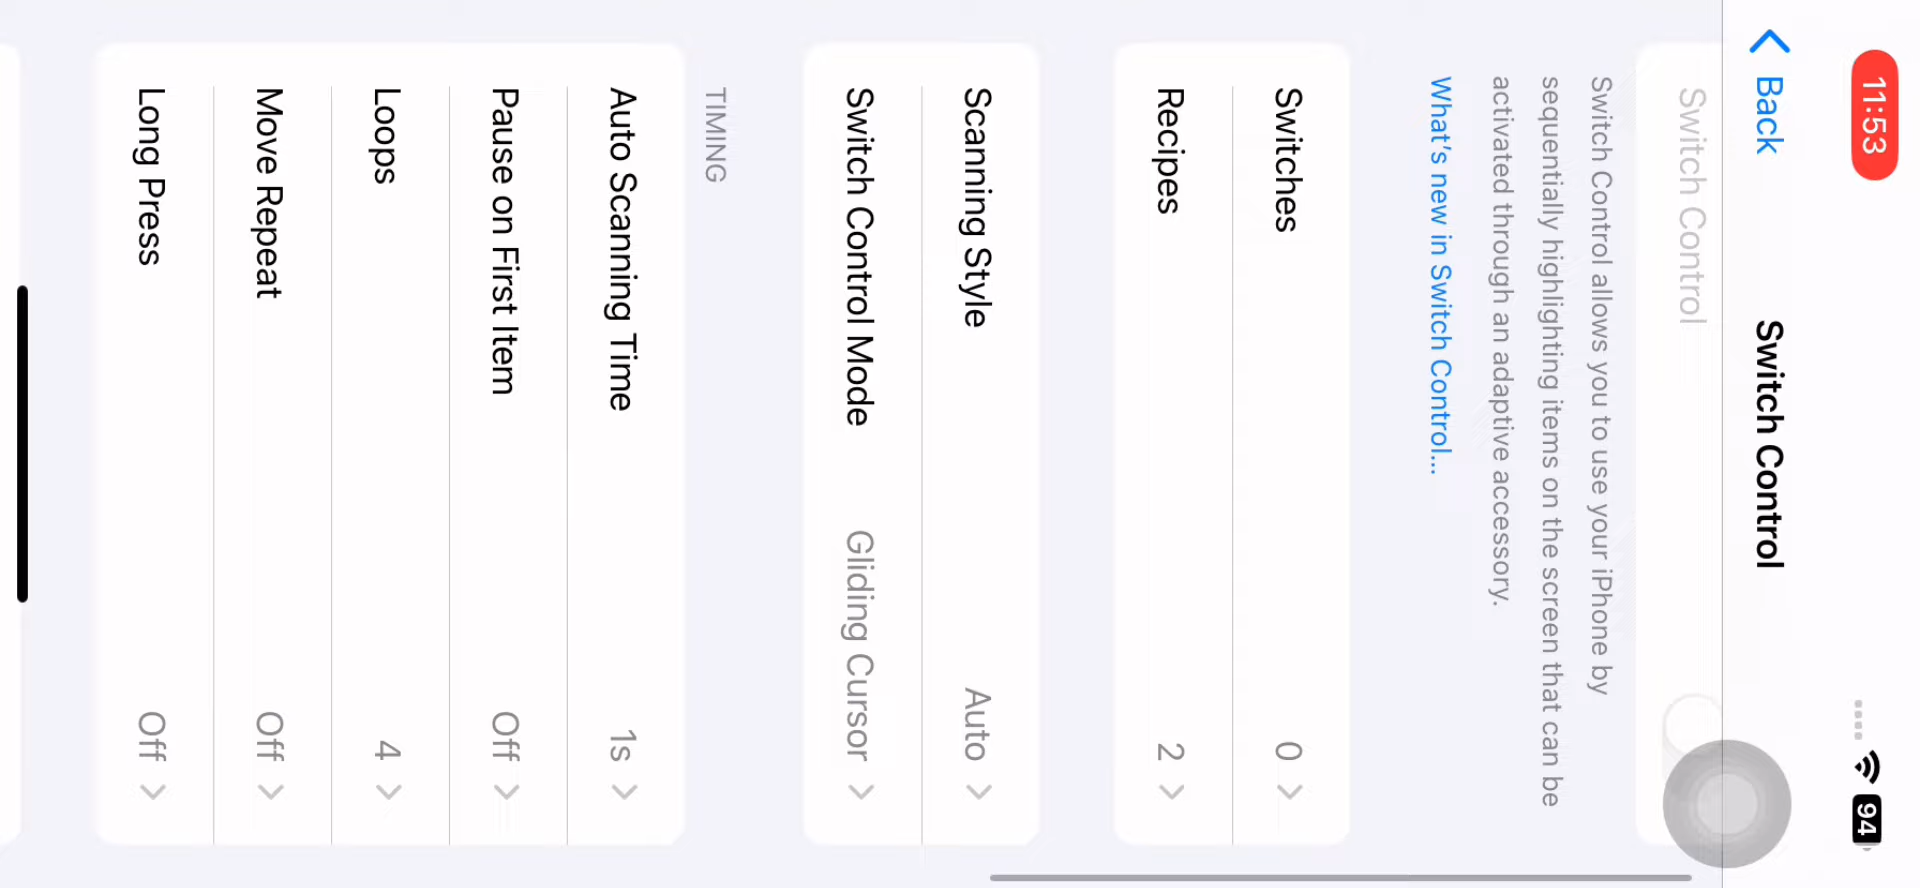 11:53
94
Back
Switch Control
Switch Control
Switch Control allows you to use your iPhone by
sequentially highlighting items on the screen that can be
activated through an adaptive accessory.
What's new in Switch Control...
Switches 0
Recipes 2
Scanning Style Auto
Switch Control Mode Gliding Cursor
TIMING
Auto Scanning Time 1s
Pause on First Item Off
Loops 4
Move Repeat Off
Long Press Off